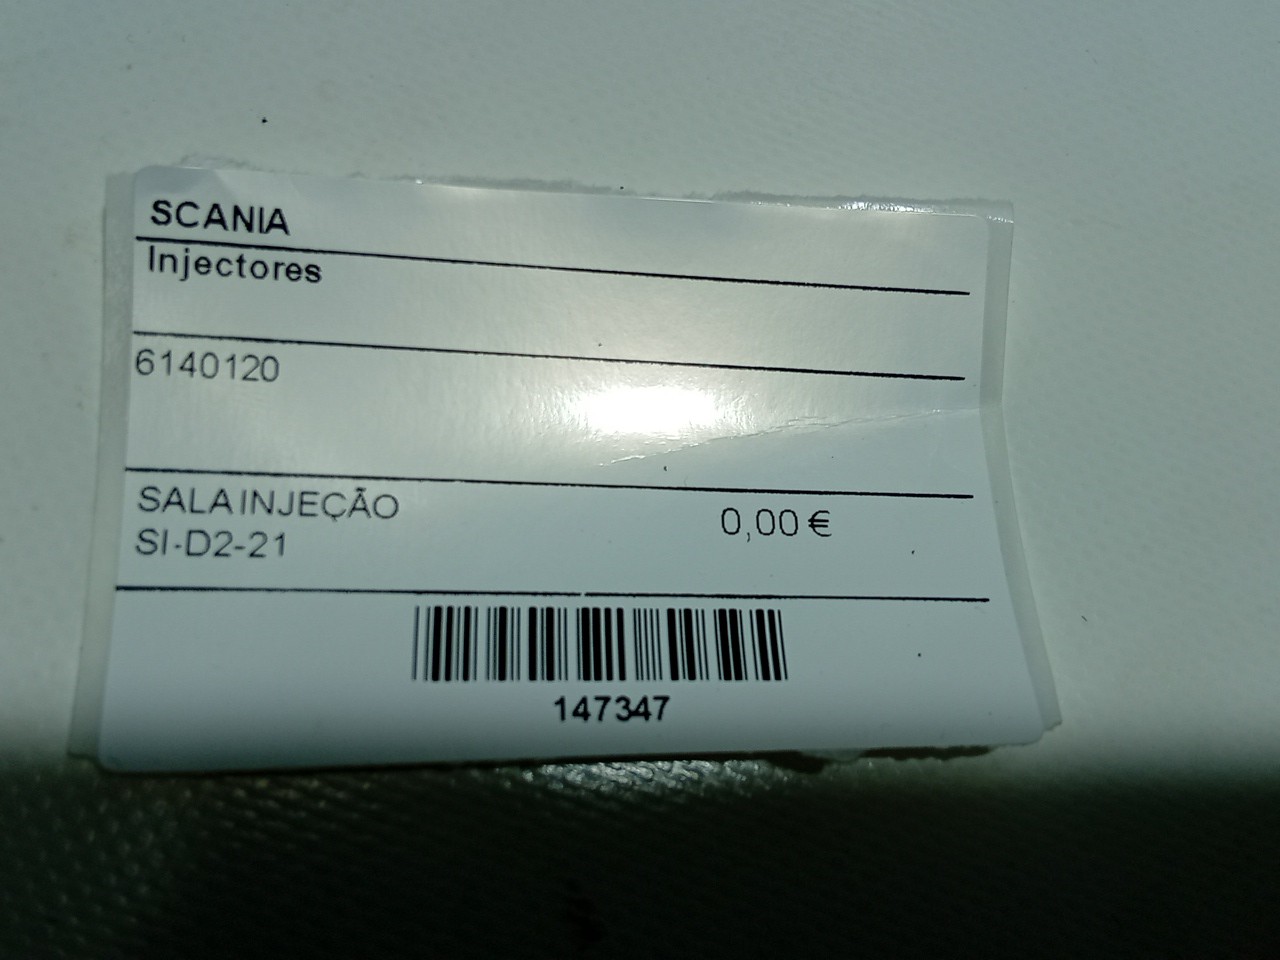 SCANIA
Injectores
6140120
SALA INJEÇÃO
SI-D2-21
0,00 €
147347